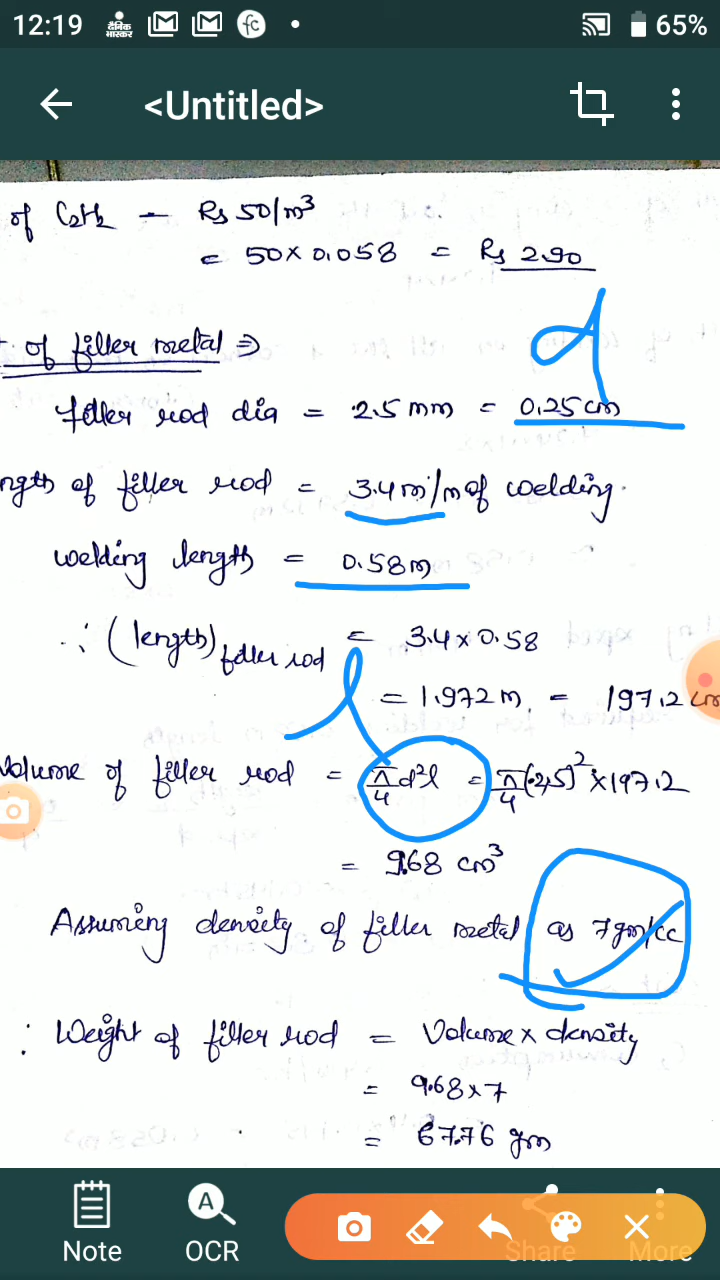 12:19 दैनिक भास्कर fc 65%
<Untitled>
of C2H2 — Rs 50/m³
= 50 × 0.058 = Rs 2.90
of filler metal ⇒
d
filler rod dia = 2.5 mm = 0.25 cm
ngth of filler rod = 3.4 m/m of welding.
welding length = 0.58 m
∴ (length) filler rod = 3.4 × 0.58
l
= 1.972 m. = 197.2 cm
Volume of filler rod = π/4 d²l = π/4 (.25)² × 197.2
= 9.68 cm³
Assuming density of filler metal as 7 gm/cc
∴ Weight of filler rod = Volume × density
= 9.68 × 7
= 67.76 gm
A
Note OCR Share More